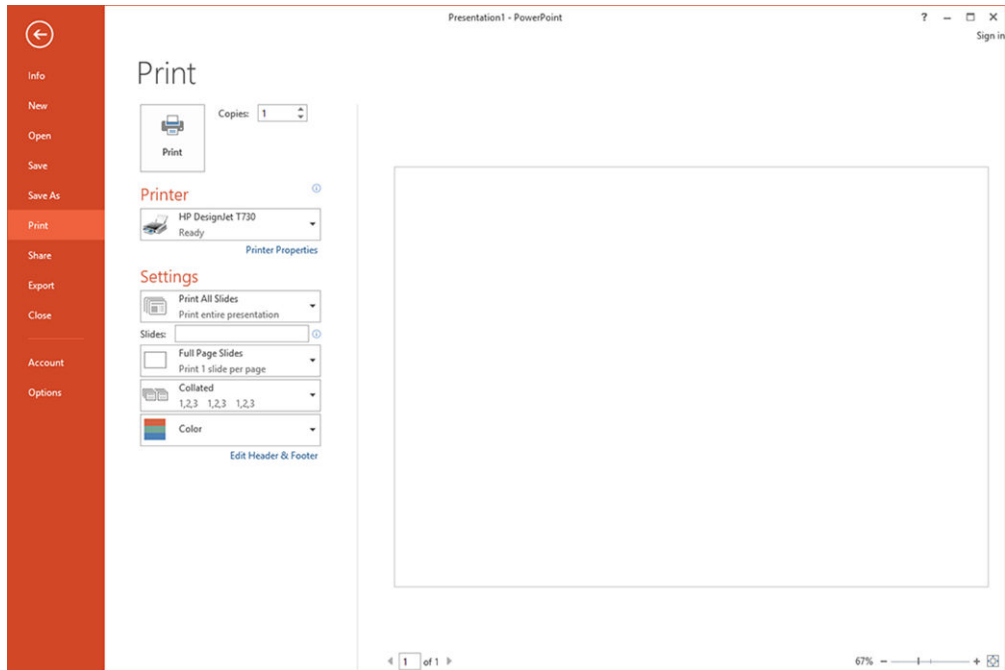 Presentation1 - PowerPoint
?
Sign in
Info
New
Open
Save
Save As
Print
Share
Export
Close
Account
Options
Print
Copies: 1
Print
Printer
HP DesignJet T730
Ready
Printer Properties
Settings
Print All Slides
Print entire presentation
Slides:
Full Page Slides
Print 1 slide per page
Collated
1,2,3 1,2,3 1,2,3
Color
Edit Header & Footer
1 of 1
67%